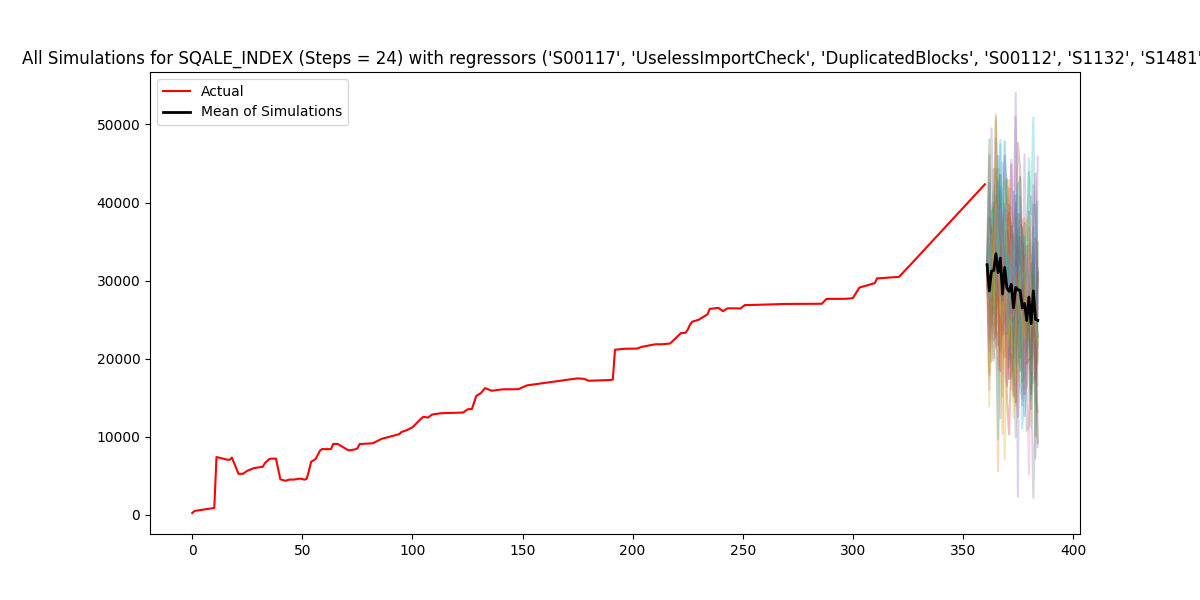 All Simulations for SQALE_INDEX (Steps = 24) with regressors ('S00117', 'UselessImportCheck', 'DuplicatedBlocks', 'S00112', 'S1132', 'S1481'
Actual
Mean of Simulations
50000
40000
30000
20000
10000
0
0 50 100 150 200 250 300 350 400